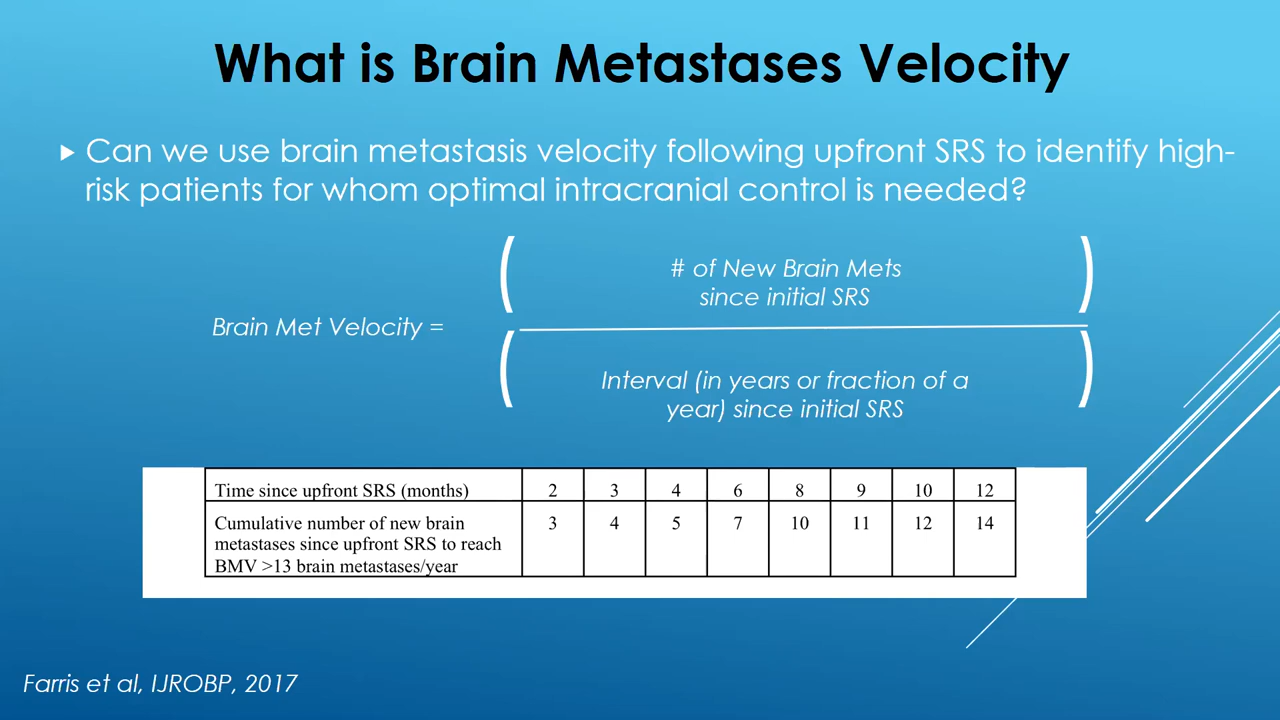 What is Brain Metastases Velocity
Can we use brain metastasis velocity following upfront SRS to identify high-
risk patients for whom optimal intracranial control is needed?
# of New Brain Mets
since initial SRS
Brain Met Velocity =
Interval (in years or fraction of a
year) since initial SRS
Time since upfront SRS (months) 2 3 4 6 8 9 10 12
Cumulative number of new brain 3 4 5 7 10 11 12 14
metastases since upfront SRS to reach
BMV >13 brain metastases/year
Farris et al, IJROBP, 2017